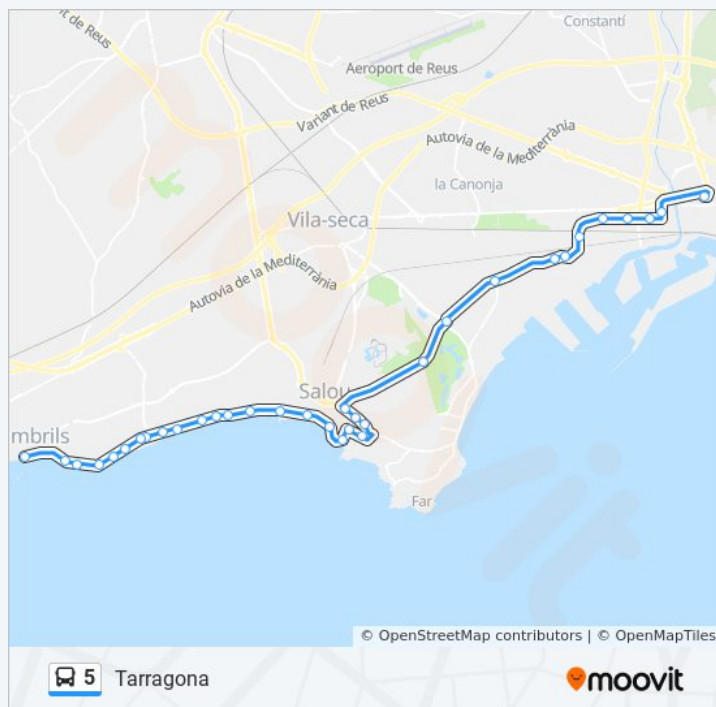 Constantí
t de Reus
Aeroport de Reus
Variant de Reus
Autovia de la Mediterrània
la Canonja
Vila-seca
Autovia de la Mediterrània
Salou
mbrils
Far
© OpenStreetMap contributors | © OpenMapTiles
5 Tarragona
moovit